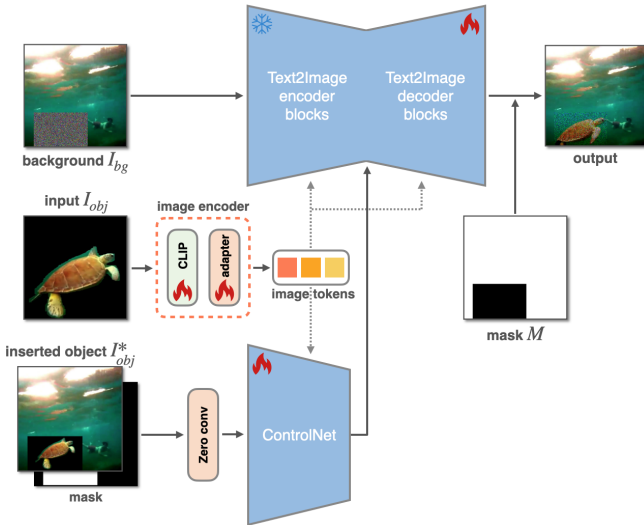 Text2Image
encoder
blocks
Text2Image
decoder
blocks
background I_bg
output
input I_obj
image encoder
CLIP
adapter
image tokens
mask M
inserted object I*_obj
Zero conv
ControlNet
mask